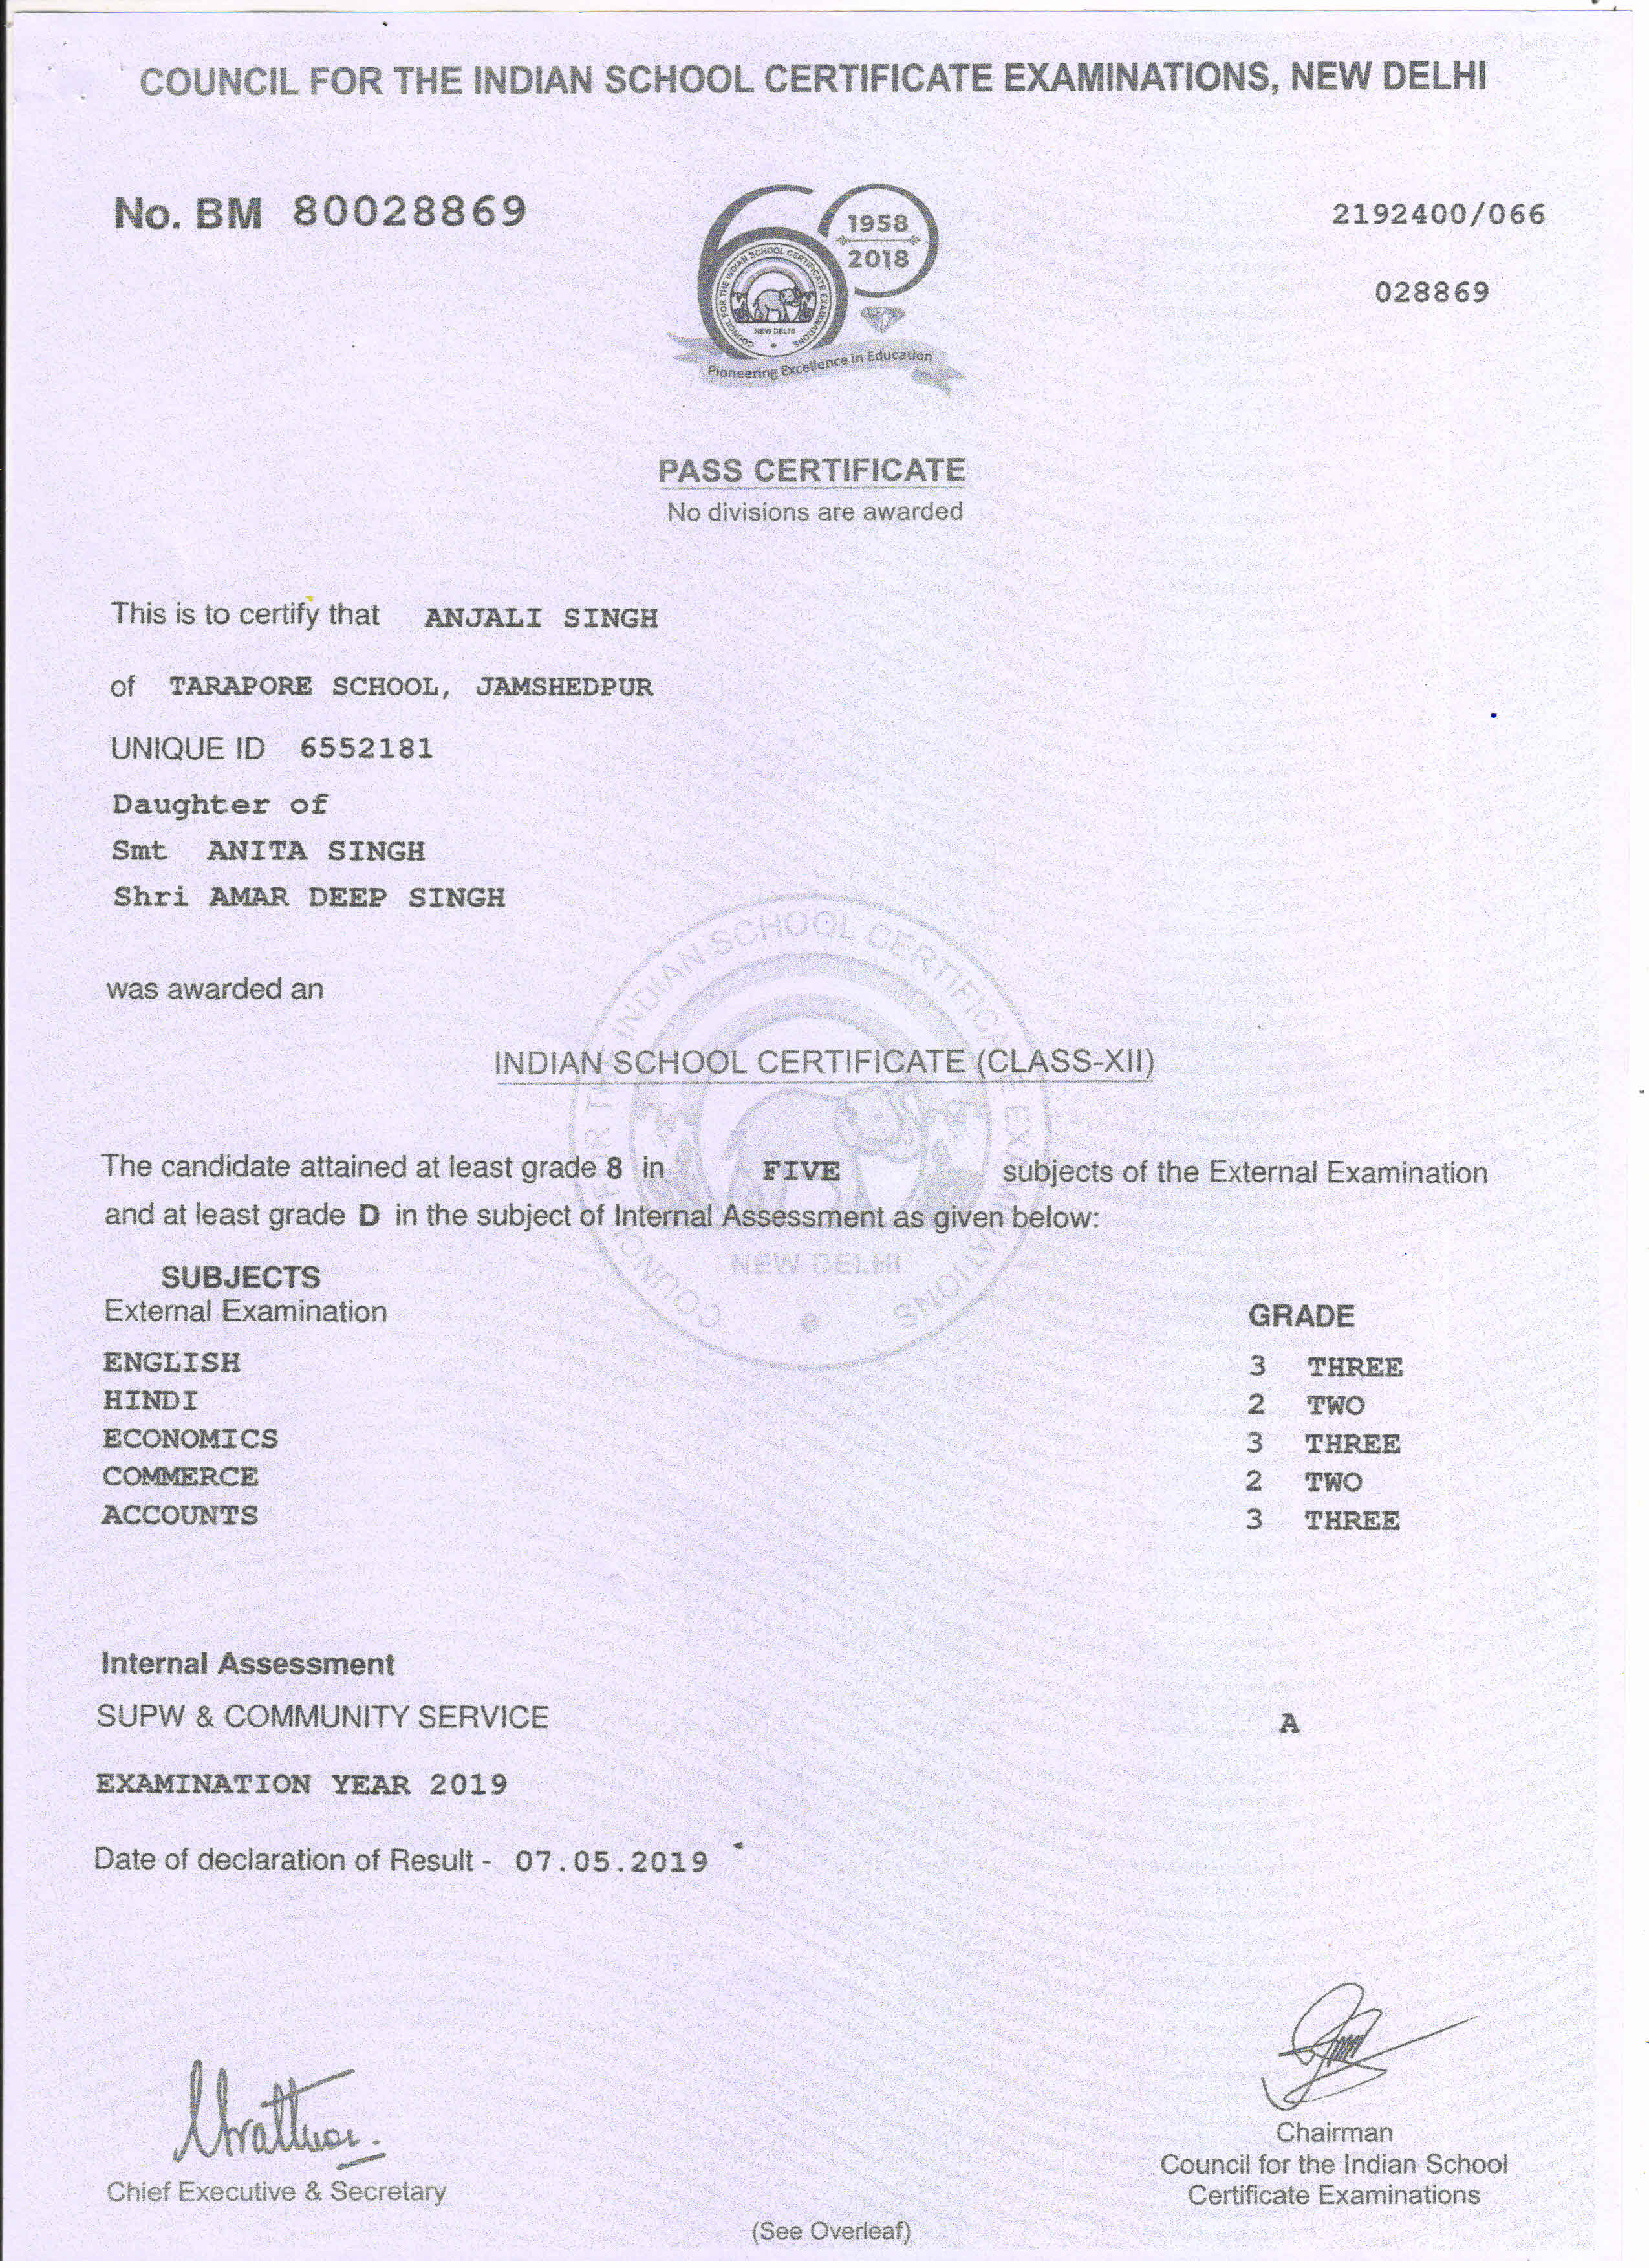 COUNCIL FOR THE INDIAN SCHOOL CERTIFICATE EXAMINATIONS, NEW DELHI
No. BM 80028869
2192400/066
028869
1958
2018
COUNCIL FOR THE INDIAN SCHOOL CERTIFICATE EXAMINATIONS
NEW DELHI
Pioneering Excellence in Education
PASS CERTIFICATE
No divisions are awarded
This is to certify that ANJALI SINGH
of TARAPORE SCHOOL, JAMSHEDPUR
UNIQUE ID 6552181
Daughter of
Smt ANITA SINGH
Shri AMAR DEEP SINGH
was awarded an
INDIAN SCHOOL CERTIFICATE (CLASS-XII)
The candidate attained at least grade 8 in FIVE subjects of the External Examination
and at least grade D in the subject of Internal Assessment as given below:
COUNCIL FOR THE INDIAN SCHOOL CERTIFICATE EXAMINATIONS
NEW DELHI
SUBJECTS
External Examination GRADE
ENGLISH 3 THREE
HINDI 2 TWO
ECONOMICS 3 THREE
COMMERCE 2 TWO
ACCOUNTS 3 THREE
Internal Assessment
SUPW & COMMUNITY SERVICE A
EXAMINATION YEAR 2019
Date of declaration of Result - 07.05.2019
Chief Executive & Secretary
Chairman
Council for the Indian School
Certificate Examinations
(See Overleaf)